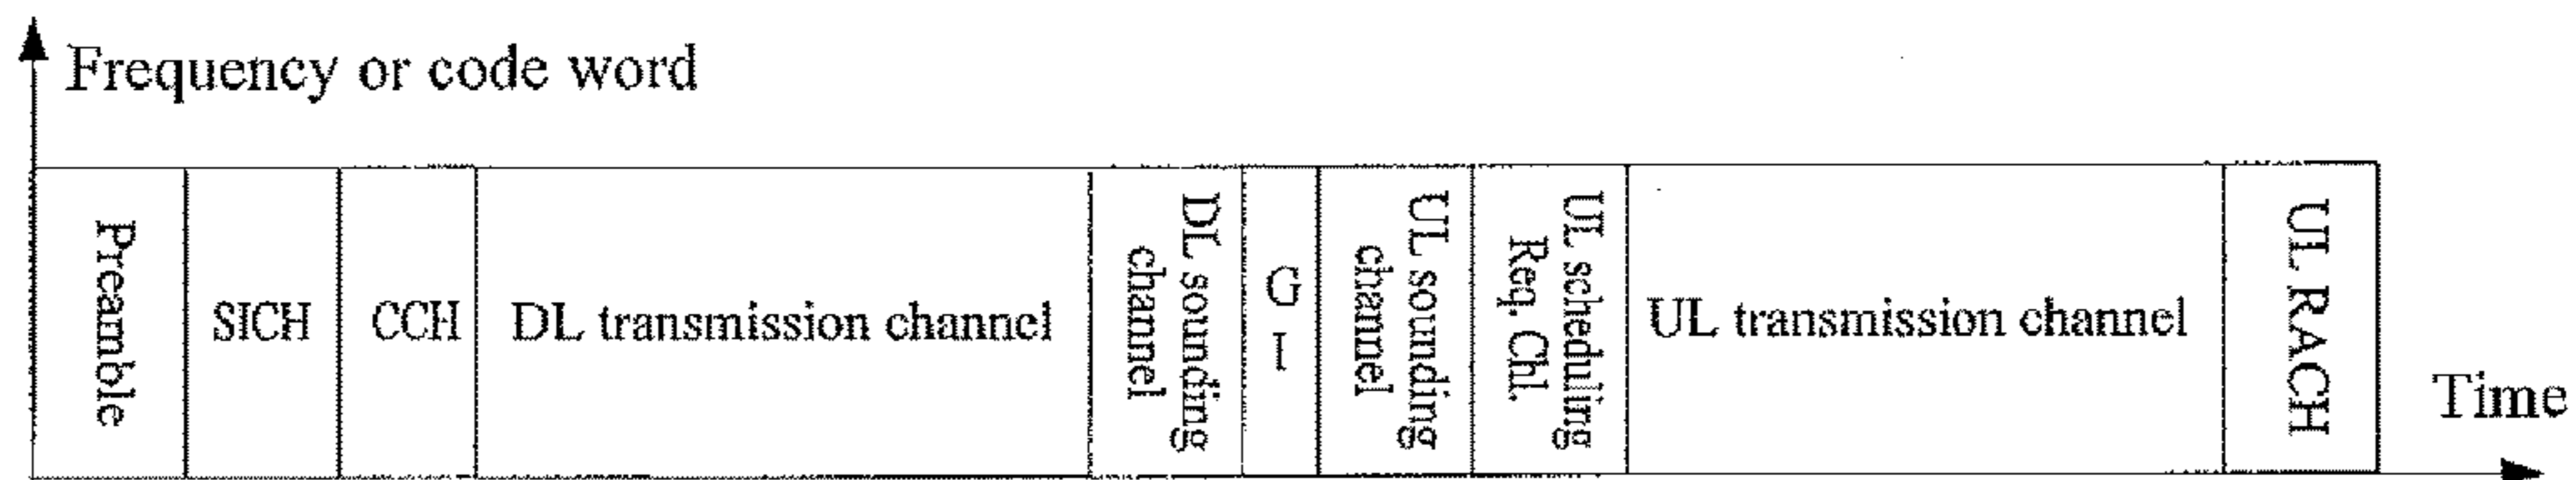 Frequency or code word
Preamble
SICH
CCH
DL transmission channel
DL sounding
channel
G
I
UL sounding
channel
UL scheduling
Req. Chl.
UL transmission channel
UL RACH
Time